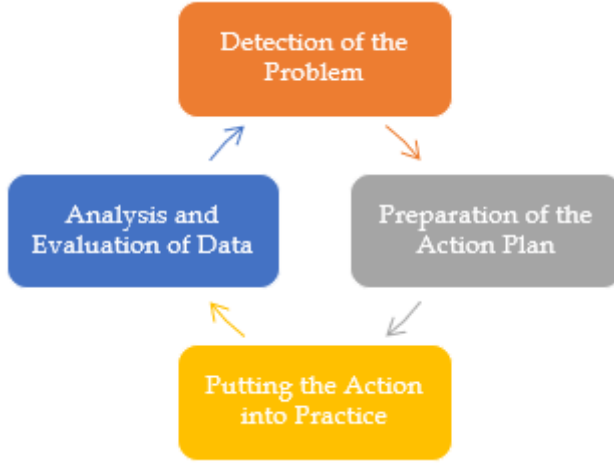 Detection of the
Problem
Preparation of the
Action Plan
Putting the Action
into Practice
Analysis and
Evaluation of Data